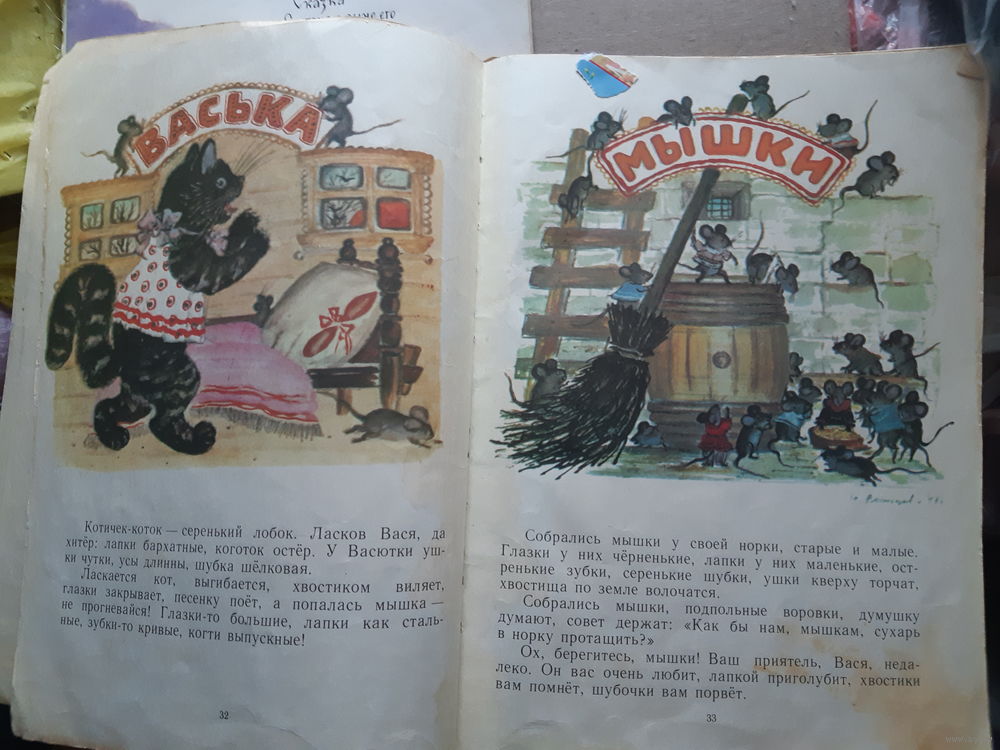 Сказка
ВАСЬКА
Котичек-коток — серенький лобок. Ласков Вася, да
хитёр: лапки бархатные, коготок остёр. У Васютки уш-
ки чутки, усы длинны, шубка шёлковая.
Ласкается кот, выгибается, хвостиком виляет,
глазки закрывает, песенку поёт, а попалась мышка —
не прогневайся! Глазки-то большие, лапки как сталь-
ные, зубки-то кривые, когти выпускные!
32
МЫШКИ
Собрались мышки у своей норки, старые и малые.
Глазки у них чёрненькие, лапки у них маленькие, ост-
ренькие зубки, серенькие шубки, ушки кверху торчат,
хвостища по земле волочатся.
Собрались мышки, подпольные воровки, думушку
думают, совет держат: «Как бы нам, мышкам, сухарь
в норку протащить?»
Ох, берегитесь, мышки! Ваш приятель, Вася, неда-
леко. Он вас очень любит, лапкой приголубит, хвостики
вам помнёт, шубочки вам порвёт.
33